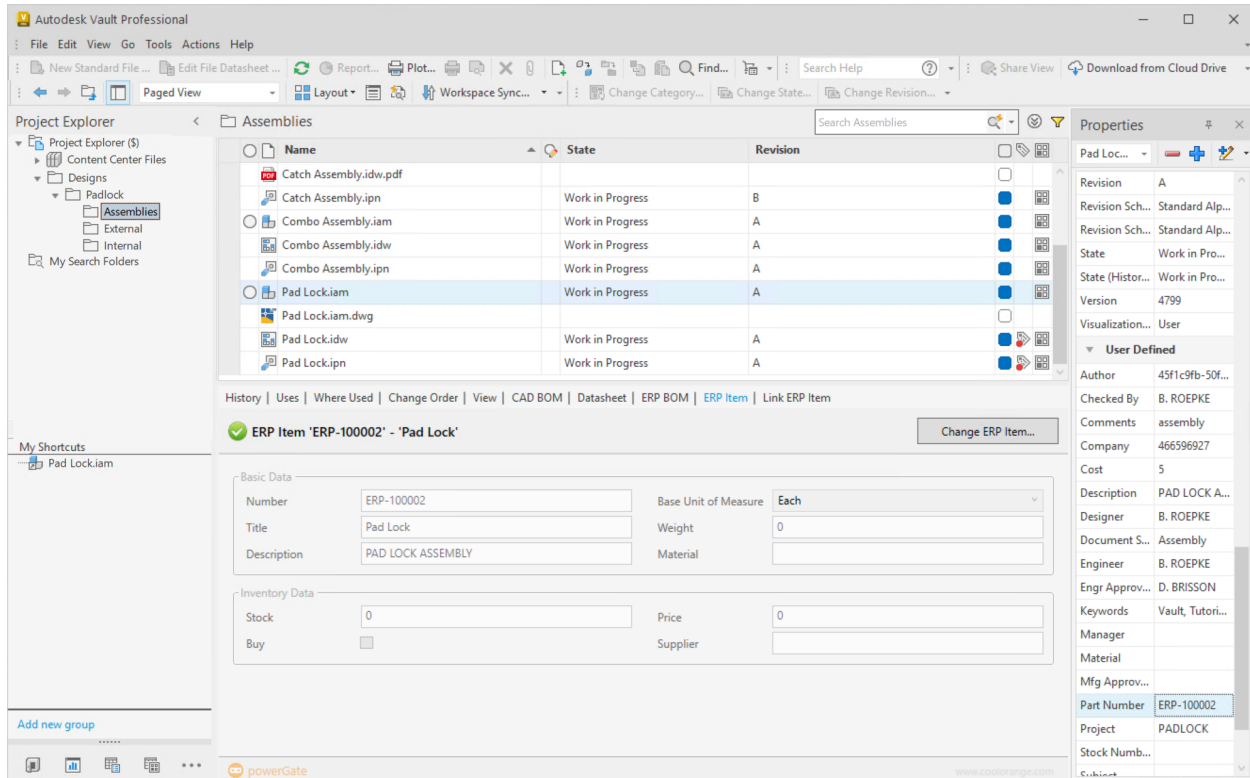 Autodesk Vault Professional
File Edit View Go Tools Actions Help
New Standard File ... Edit File Datasheet ... Report... Plot... Find... Search Help Share View Download from Cloud Drive
Paged View Layout Workspace Sync... Change Category... Change State... Change Revision...
Project Explorer
Project Explorer ($)
Content Center Files
Designs
Padlock
Assemblies
External
Internal
My Search Folders
My Shortcuts
Pad Lock.iam
Add new group
Assemblies Search Assemblies
Name State Revision
Catch Assembly.idw.pdf
Catch Assembly.ipn Work in Progress B
Combo Assembly.iam Work in Progress A
Combo Assembly.idw Work in Progress A
Combo Assembly.ipn Work in Progress A
Pad Lock.iam Work in Progress A
Pad Lock.iam.dwg
Pad Lock.idw Work in Progress A
Pad Lock.ipn Work in Progress A
History | Uses | Where Used | Change Order | View | CAD BOM | Datasheet | ERP BOM | ERP Item | Link ERP Item
ERP Item 'ERP-100002' - 'Pad Lock' Change ERP Item...
Basic Data
Number ERP-100002 Base Unit of Measure Each
Title Pad Lock Weight 0
Description PAD LOCK ASSEMBLY Material
Inventory Data
Stock 0 Price 0
Buy Supplier
powerGate www.coolorange.com
Properties
Pad Loc...
Revision A
Revision Sch... Standard Alp...
Revision Sch... Standard Alp...
State Work in Pro...
State (Histor... Work in Pro...
Version 4799
Visualization... User
User Defined
Author 45f1c9fb-50f...
Checked By B. ROEPKE
Comments assembly
Company 466596927
Cost 5
Description PAD LOCK A...
Designer B. ROEPKE
Document S... Assembly
Engineer B. ROEPKE
Engr Approv... D. BRISSON
Keywords Vault, Tutori...
Manager
Material
Mfg Approv...
Part Number ERP-100002
Project PADLOCK
Stock Numb...
Subject